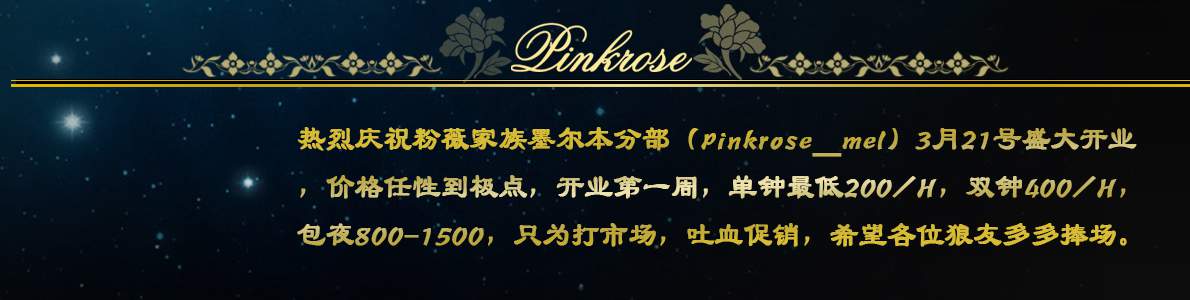 Pinkrose
热烈庆祝粉薇家族墨尔本分部（Pinkrose__mel）3月21号盛大开业
，价格任性到极点，开业第一周，单钟最低200/H，双钟400/H，
包夜800-1500，只为打市场，吐血促销，希望各位狼友多多捧场。